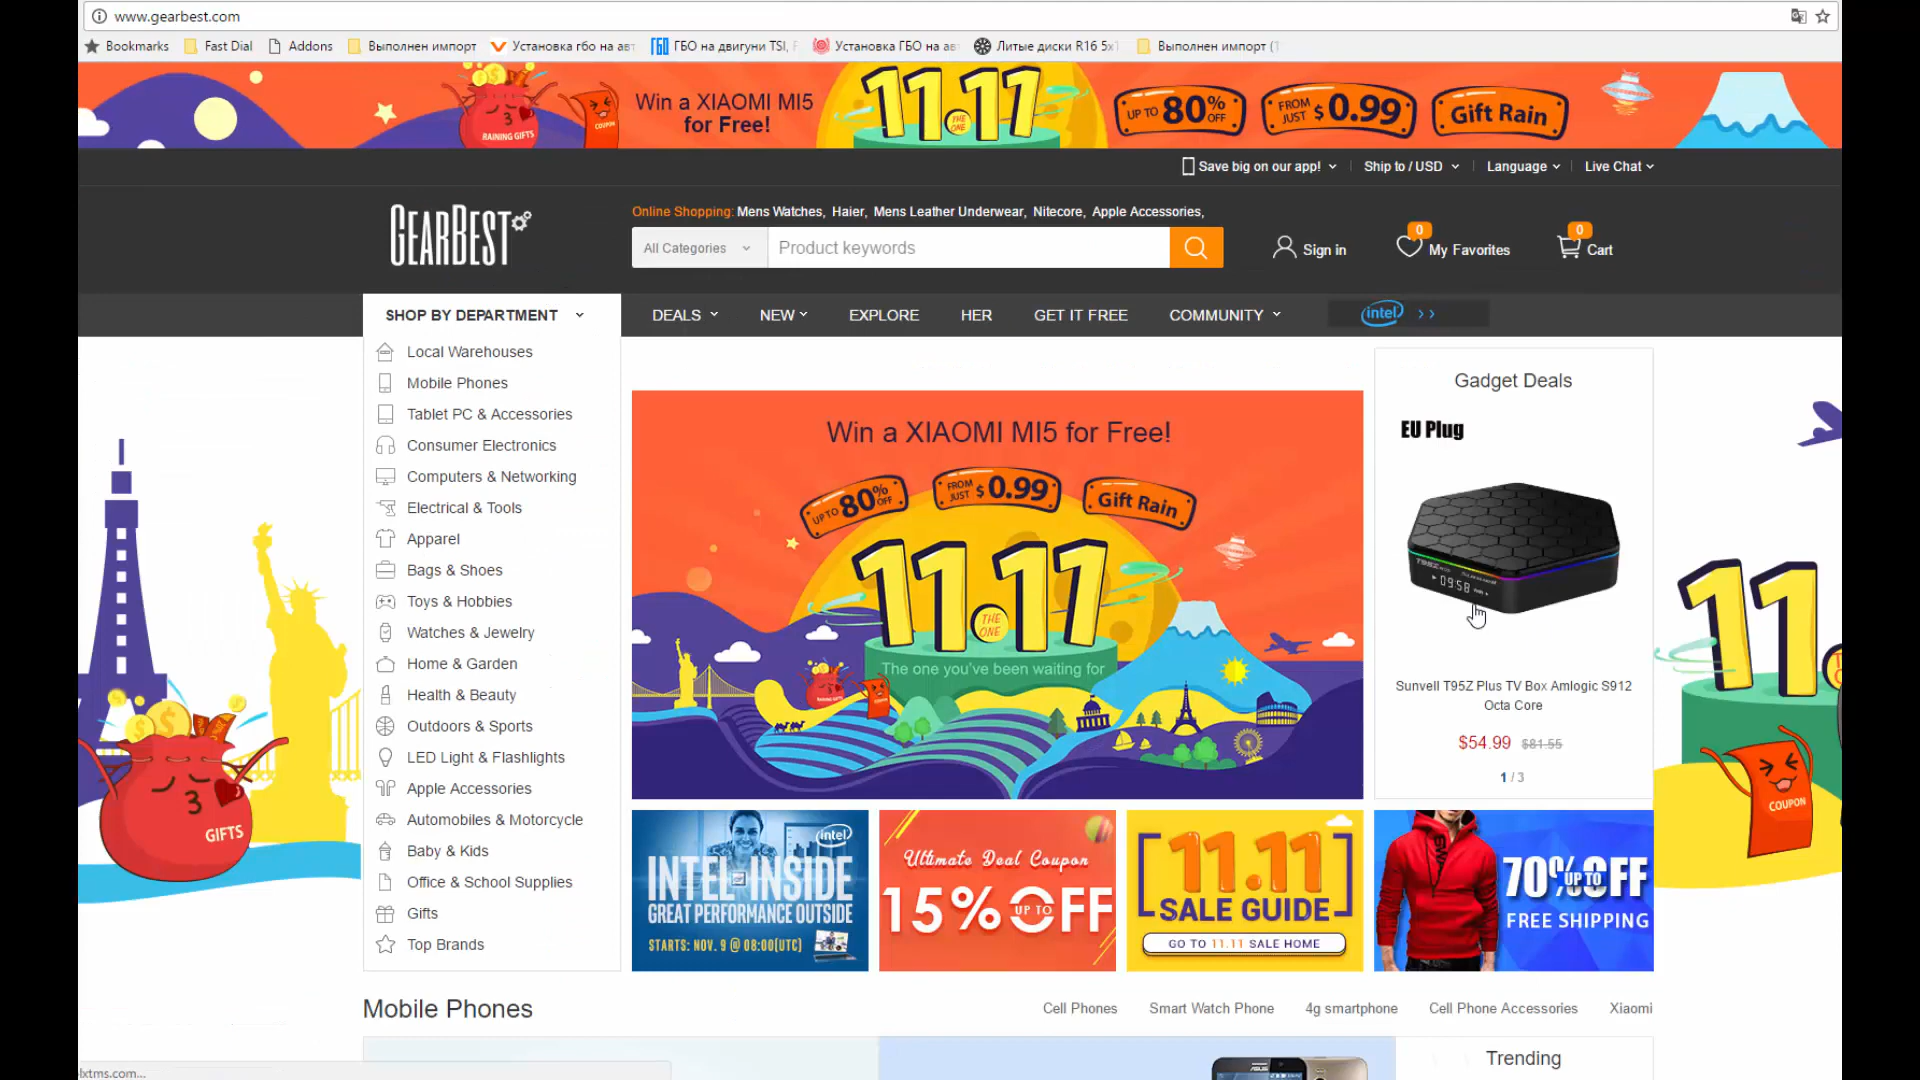 www.gearbest.com
Bookmarks Fast Dial Addons Выполнен импорт Установка гбо на авт ГБО на двигуни TSI, F Установка ГБО на ав Литые диски R16 5x1 Выполнен импорт (1
RAINING GIFTS
COUPON
Win a XIAOMI MI5
for Free!
11.11
THE ONE
UP TO 80% OFF
FROM JUST $0.99
Gift Rain
Save big on our app! Ship to / USD Language Live Chat
GEARBEST
Online Shopping: Mens Watches, Haier, Mens Leather Underwear, Nitecore, Apple Accessories,
All Categories Product keywords
Sign in
0 My Favorites
0 Cart
SHOP BY DEPARTMENT DEALS NEW EXPLORE HER GET IT FREE COMMUNITY intel
Local Warehouses
Mobile Phones
Tablet PC & Accessories
Consumer Electronics
Computers & Networking
Electrical & Tools
Apparel
Bags & Shoes
Toys & Hobbies
Watches & Jewelry
Home & Garden
Health & Beauty
Outdoors & Sports
LED Light & Flashlights
Apple Accessories
Automobiles & Motorcycle
Baby & Kids
Office & School Supplies
Gifts
Top Brands
Win a XIAOMI MI5 for Free!
UP TO 80% OFF
FROM JUST $0.99
Gift Rain
11.11
THE ONE
The one you've been waiting for
Gadget Deals
EU Plug
T95Z PLUS
09:58
Sunvell T95Z Plus TV Box Amlogic S912
Octa Core
$54.99 $81.55
1 / 3
GIFTS
11
COUPON
intel
INTEL INSIDE
GREAT PERFORMANCE OUTSIDE
STARTS: NOV. 9 @ 08:00(UTC)
Ultimate Deal Coupon
15% UP TO OFF
11.11
SALE GUIDE
GO TO 11.11 SALE HOME
70% UP TO OFF
FREE SHIPPING
Mobile Phones Cell Phones Smart Watch Phone 4g smartphone Cell Phone Accessories Xiaomi
Trending
ASUS
lxtms.com...